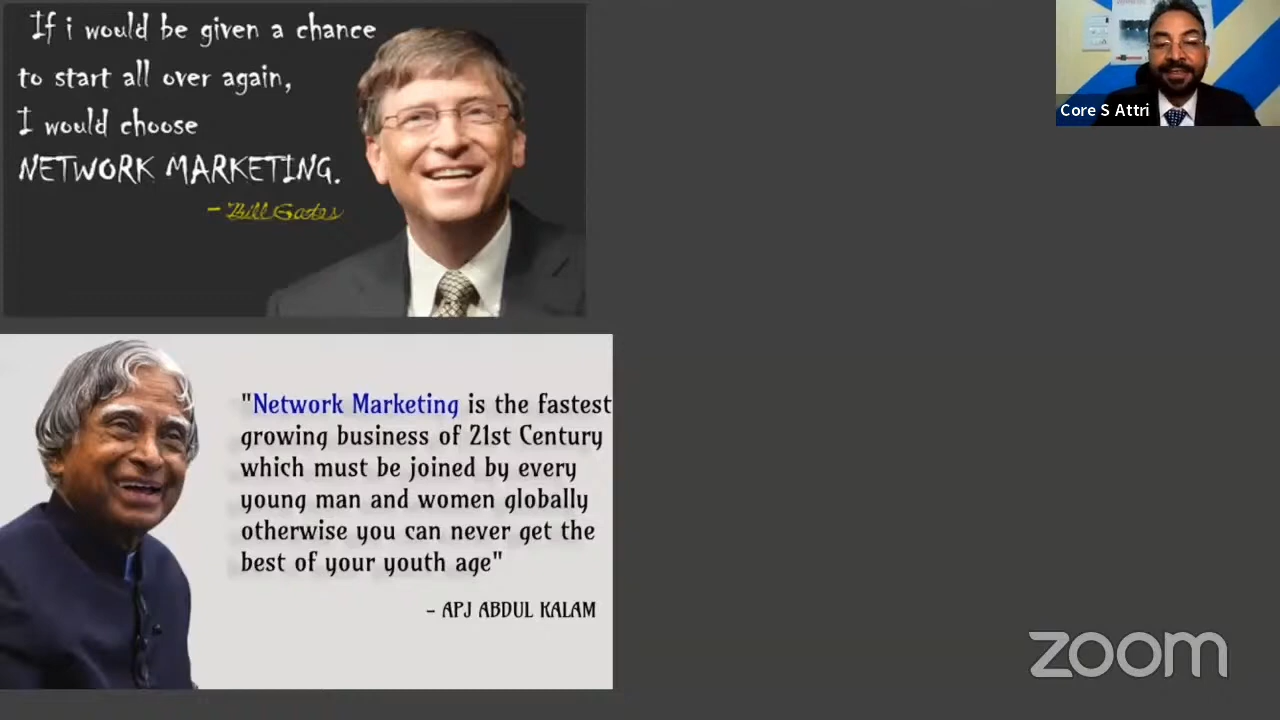 If i would be given a chance
to start all over again,
I would choose
NETWORK MARKETING.
- Bill Gates
Core S Attri
"Network Marketing is the fastest
growing business of 21st Century
which must be joined by every
young man and women globally
otherwise you can never get the
best of your youth age"
- APJ ABDUL KALAM
zoom